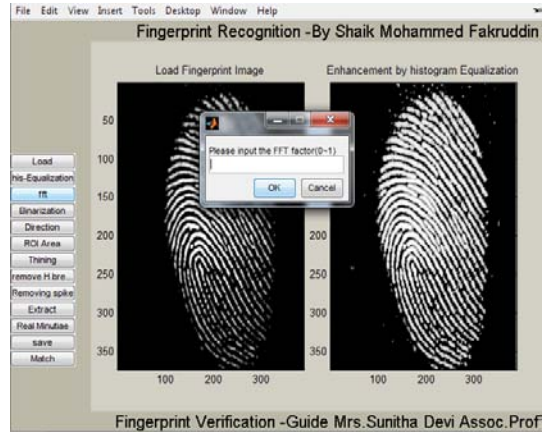 File Edit View Insert Tools Desktop Window Help
Fingerprint Recognition -By Shaik Mohammed Fakruddin
Load Fingerprint Image
Enhancement by histogram Equalization
Please input the FFT factor(0~1)
OK Cancel
Load
his-Equalization
fft
Binarization
Direction
ROI Area
Thining
remove H bre...
Removing spike
Extract
Real Minutiae
save
Match
50
100
150
200
250
300
350
100 200 300
200
250
300
350
100 200 300
Fingerprint Verification -Guide Mrs.Sunitha Devi Assoc.Prof